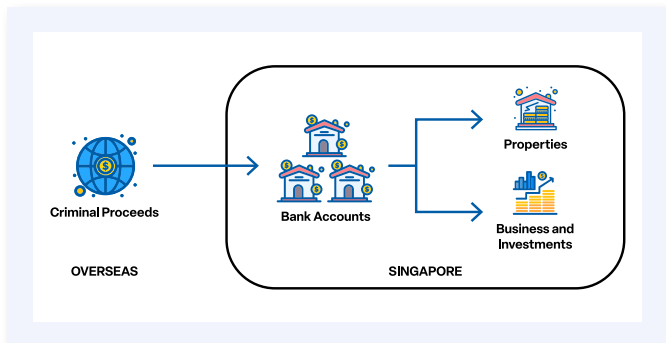 Criminal Proceeds
OVERSEAS
Bank Accounts
Properties
Business and
Investments
SINGAPORE